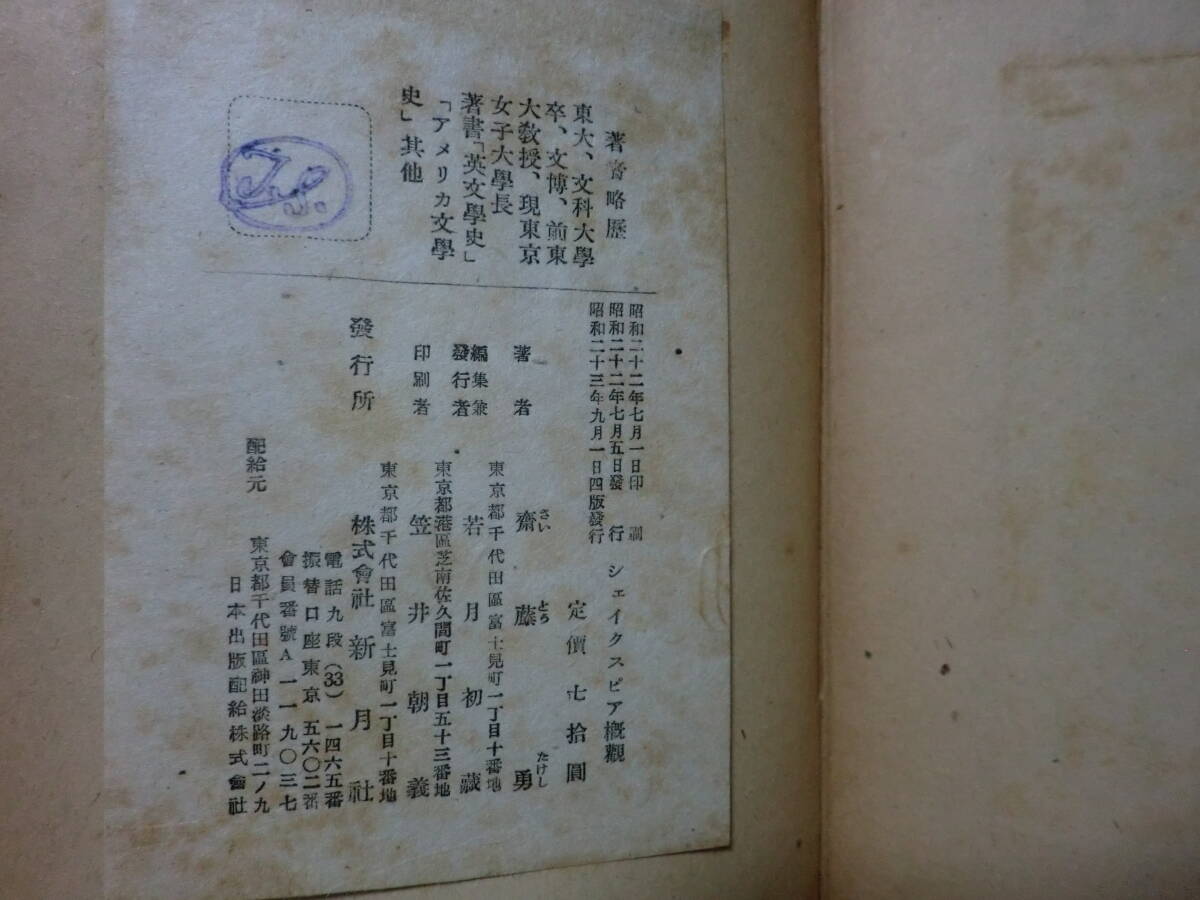 著者略歷
東大、文科大學
卒、文博、前東
大敎授、現東京
女子大學長
著書「英文學史」
「アメリカ文學
史」其他
昭和二十二年七月一日印刷
昭和二十二年七月五日發行
昭和二十三年九月一日四版發行
シェイクスピア概觀
定價七拾圓
著者 齋藤勇
さいとうたけし
東京都千代田區富士見町一丁目十番地
編集兼發行者 若月初藏
東京都港區芝南佐久間町一丁目五十三番地
印刷者 笠井朝義
東京都千代田區富士見町一丁目十番地
發行所 株式會社新月社
電話九段(33)一四六五番
振替口座東京五六〇二番
會員番號A一一九〇三七
東京都千代田區神田淡路町二ノ九
配給元 日本出版配給株式會社